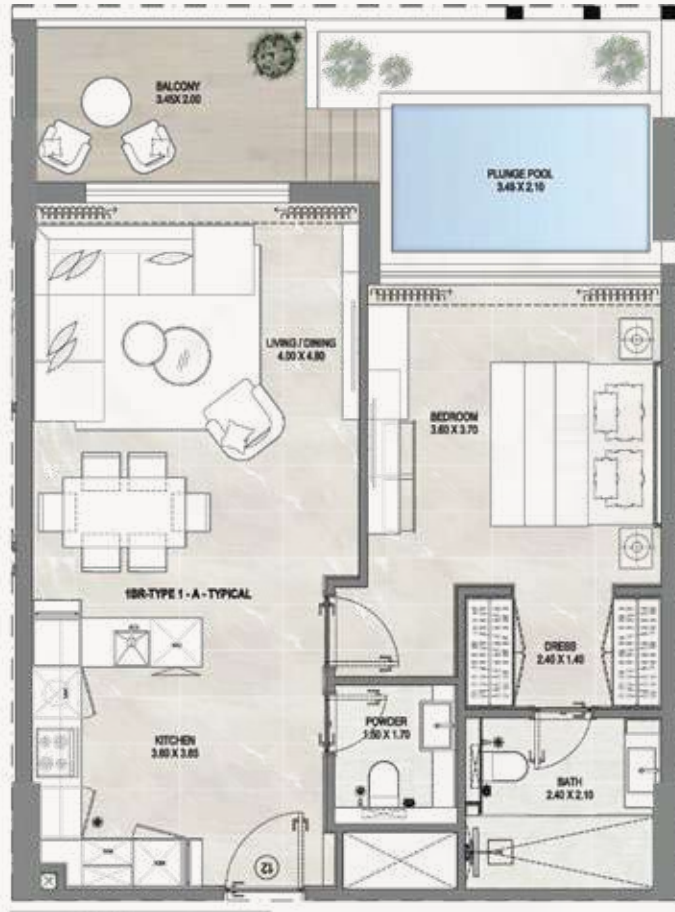 BALCONY
3.45X 2.00
PLUNGE POOL
3.45 X 2.10
LIVING / DINING
4.00 X 4.80
BEDROOM
3.60 X 3.70
1BR-TYPE 1 - A - TYPICAL
DRESS
2.40 X 1.40
POWDER
1.50 X 1.70
KITCHEN
3.60 X 3.65
BATH
2.40 X 2.10
12